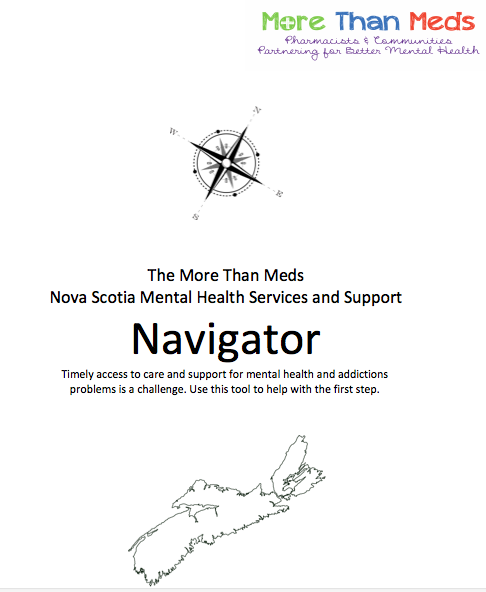 More Than Meds
Pharmacists & Communities
Partnering for Better Mental Health
N
W
E
S
The More Than Meds
Nova Scotia Mental Health Services and Support
Navigator
Timely access to care and support for mental health and addictions
problems is a challenge. Use this tool to help with the first step.